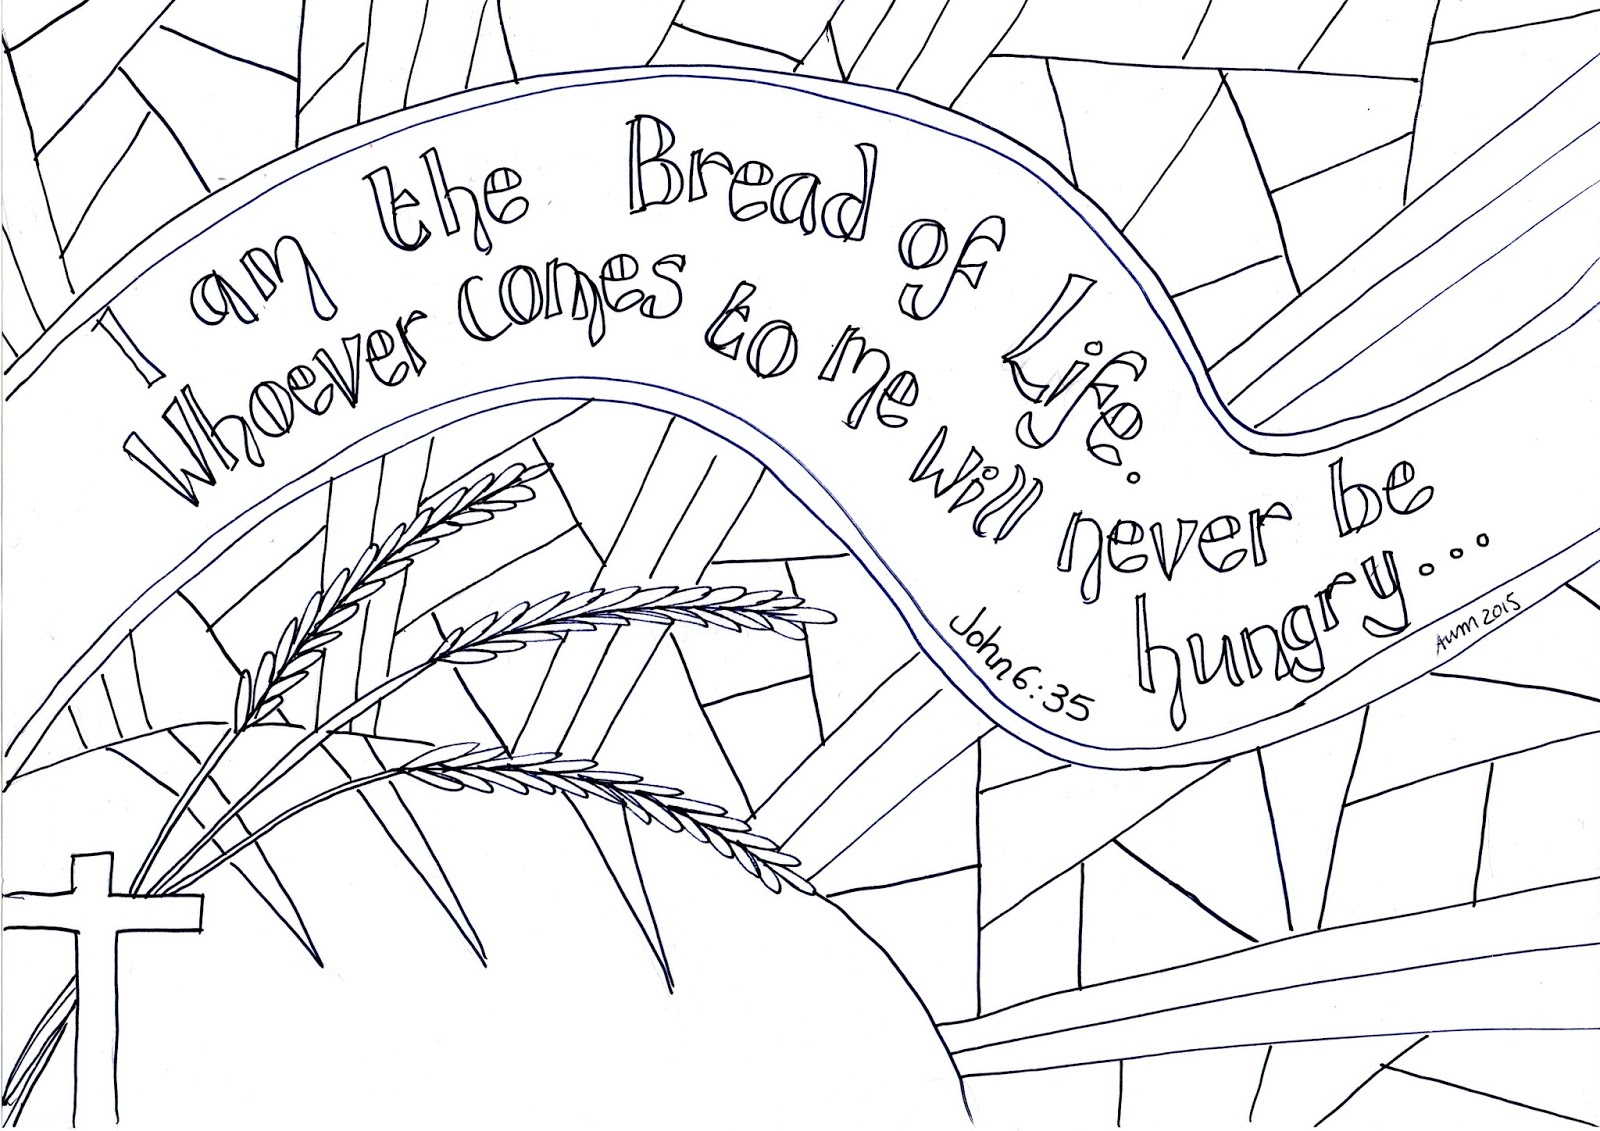 I am the Bread of Life.
Whoever comes to me will never be
hungry...
John 6:35
AWM 2015